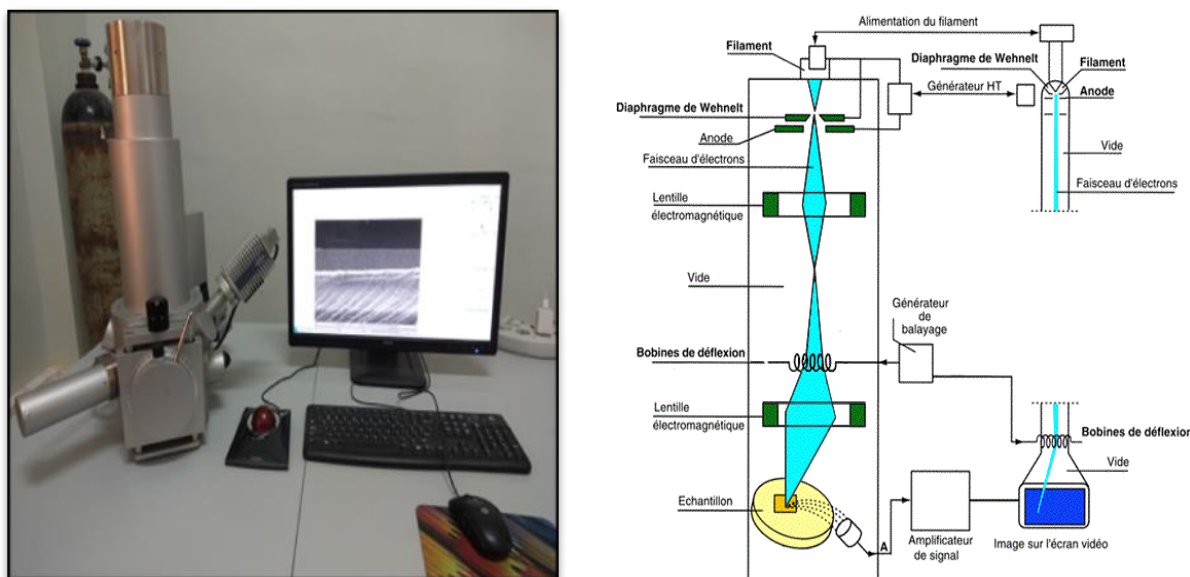 Alimentation du filament
Filament
Diaphragme de Wehnelt
Filament
Générateur HT
Anode
Diaphragme de Wehnelt
Anode
Vide
Faisceau d'électrons
Faisceau d'électrons
Lentille
électromagnétique
Vide
Générateur
de
balayage
Bobines de déflexion
Lentille
électromagnétique
Bobines de déflexion
Vide
Echantillon
A
Amplificateur
de signal
Image sur l'écran vidéo